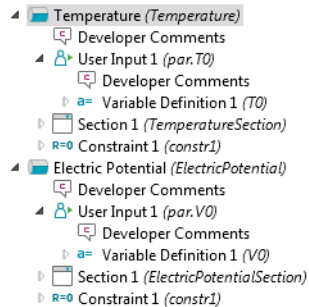 Temperature (Temperature)
Developer Comments
User Input 1 (par.T0)
Developer Comments
a= Variable Definition 1 (T0)
Section 1 (TemperatureSection)
R=0 Constraint 1 (constr1)
Electric Potential (ElectricPotential)
Developer Comments
User Input 1 (par.V0)
Developer Comments
a= Variable Definition 1 (V0)
Section 1 (ElectricPotentialSection)
R=0 Constraint 1 (constr1)